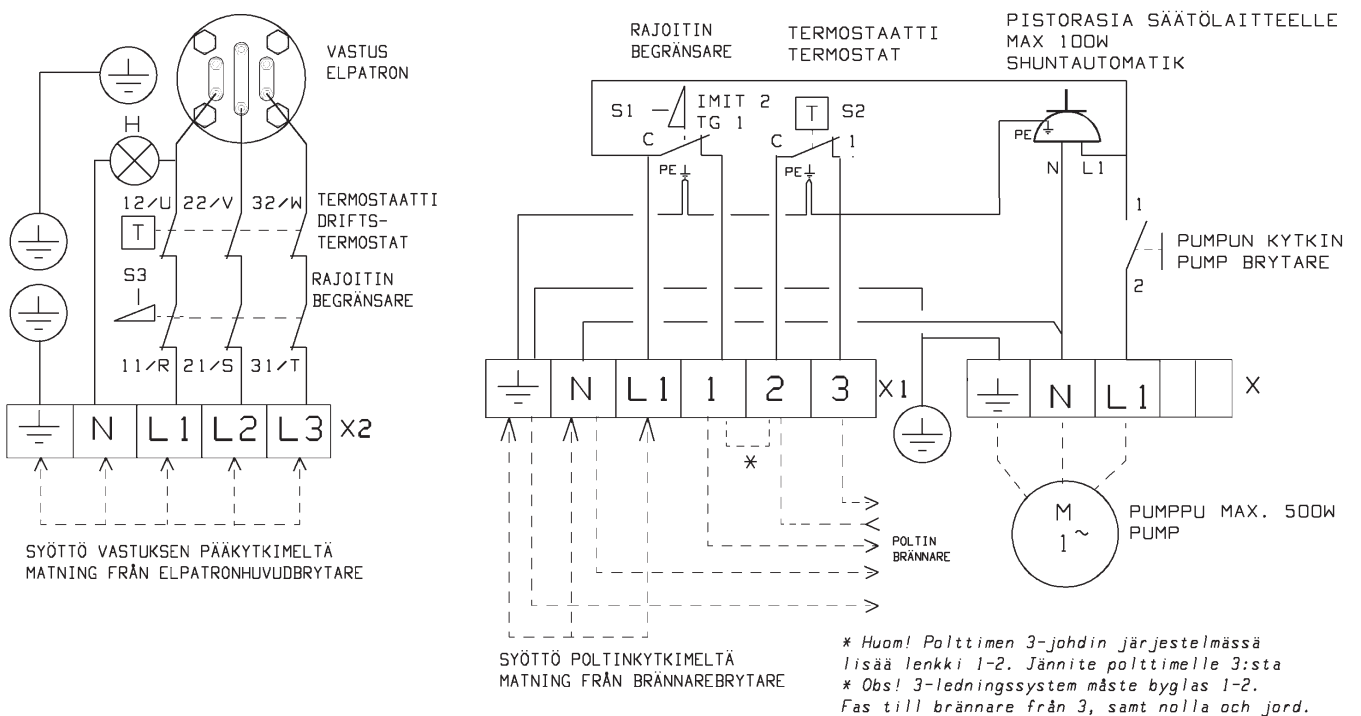 VASTUS
ELPATRON
H
12/U 22/V 32/W
TERMOSTAATTI
DRIFTS-
TERMOSTAT
T
S3
RAJOITIN
BEGRÄNSARE
11/R 21/S 31/T
N L1 L2 L3 X2
SYÖTTÖ VASTUKSEN PÄÄKYTKIMELTÄ
MATNING FRÅN ELPATRONHUVUDBRYTARE
RAJOITIN
BEGRÄNSARE
TERMOSTAATTI
TERMOSTAT
PISTORASIA SÄÄTÖLAITTEELLE
MAX 100W
SHUNTAUTOMATIK
S1
IMIT 2
TG 1
T S2
C
C 1
PE
PE
PE
N L1
1
PUMPUN KYTKIN
PUMP BRYTARE
2
N L1 1 2 3 X1
N L1 X
*
POLTIN
BRÄNNARE
M
1~
PUMPPU MAX. 500W
PUMP
SYÖTTÖ POLTINKYTKIMELTÄ
MATNING FRÅN BRÄNNAREBRYTARE
* Huom! Polttimen 3-johdin järjestelmässä
lisää lenkki 1-2. Jännite polttimelle 3:sta
* Obs! 3-ledningssystem måste byglas 1-2.
Fas till brännare från 3, samt nolla och jord.